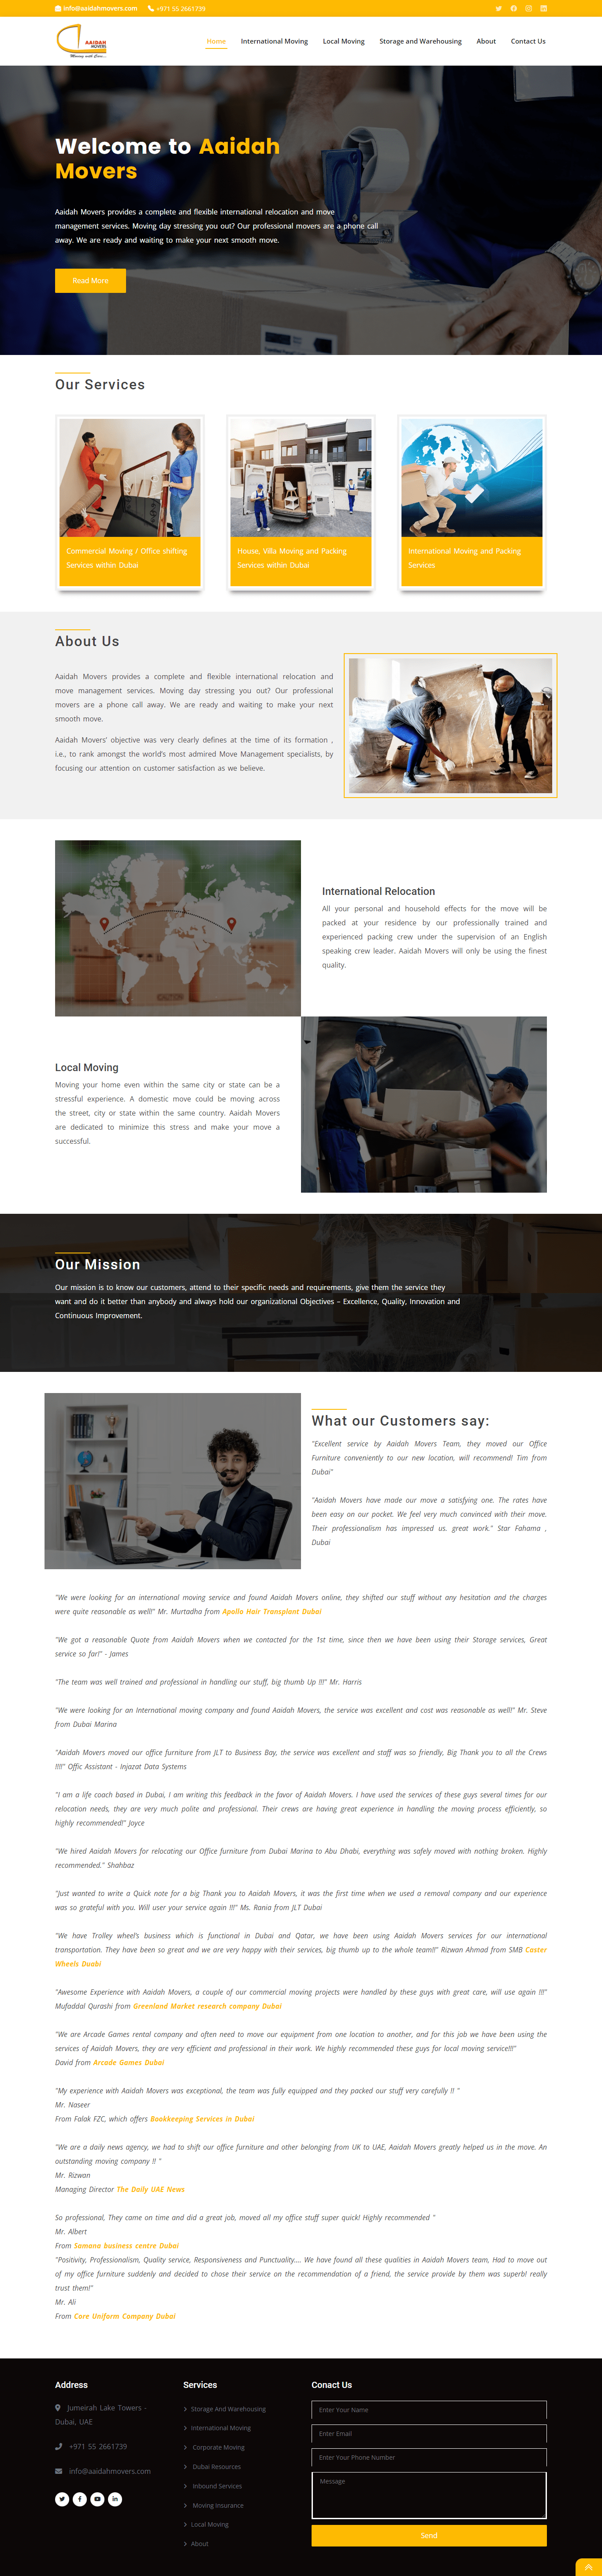 info@aaidahmovers.com +971 55 2661739
AAIDAH
MOVERS
Moving with Care...
Home International Moving Local Moving Storage and Warehousing About Contact Us
Welcome to Aaidah
Movers
Aaidah Movers provides a complete and flexible international relocation and move
management services. Moving day stressing you out? Our professional movers are a phone call
away. We are ready and waiting to make your next smooth move.
Read More
Our Services
Commercial Moving / Office shifting
Services within Dubai
House, Villa Moving and Packing
Services within Dubai
International Moving and Packing
Services
About Us
Aaidah Movers provides a complete and flexible international relocation and
move management services. Moving day stressing you out? Our professional
movers are a phone call away. We are ready and waiting to make your next
smooth move.
Aaidah Movers' objective was very clearly defines at the time of its formation ,
i.e., to rank amongst the world's most admired Move Management specialists, by
focusing our attention on customer satisfaction as we believe.
International Relocation
All your personal and household effects for the move will be
packed at your residence by our professionally trained and
experienced packing crew under the supervision of an English
speaking crew leader. Aaidah Movers will only be using the finest
quality.
Local Moving
Moving your home even within the same city or state can be a
stressful experience. A domestic move could be moving across
the street, city or state within the same country. Aaidah Movers
are dedicated to minimize this stress and make your move a
successful.
Our Mission
Our mission is to know our customers, attend to their specific needs and requirements, give them the service they
want and do it better than anybody and always hold our organizational Objectives – Excellence, Quality, Innovation and
Continuous Improvement.
What our Customers say:
"Excellent service by Aaidah Movers Team, they moved our Office
Furniture conveniently to our new location, will recommend! Tim from
Dubai"
"Aaidah Movers have made our move a satisfying one. The rates have
been easy on our pocket. We feel very much convinced with their move.
Their professionalism has impressed us. great work." Star Fahama ,
Dubai
"We were looking for an international moving service and found Aaidah Movers online, they shifted our stuff without any hesitation and the charges
were quite reasonable as well!" Mr. Murtadha from Apollo Hair Transplant Dubai
"We got a reasonable Quote from Aaidah Movers when we contacted for the 1st time, since then we have been using their Storage services, Great
service so far!" - James
"The team was well trained and professional in handling our stuff, big thumb Up !!!" Mr. Harris
"We were looking for an International moving company and found Aaidah Movers, the service was excellent and cost was reasonable as well!" Mr. Steve
from Dubai Marina
"Aaidah Movers moved our office furniture from JLT to Business Bay, the service was excellent and staff was so friendly, Big Thank you to all the Crews
!!!!" Offic Assistant - Injazat Data Systems
"I am a life coach based in Dubai, I am writing this feedback in the favor of Aaidah Movers. I have used the services of these guys several times for our
relocation needs, they are very much polite and professional. Their crews are having great experience in handling the moving process efficiently, so
highly recommended!" Joyce
"We hired Aaidah Movers for relocating our Office furniture from Dubai Marina to Abu Dhabi, everything was safely moved with nothing broken. Highly
recommended." Shahbaz
"Just wanted to write a Quick note for a big Thank you to Aaidah Movers, it was the first time when we used a removal company and our experience
was so grateful with you. Will user your service again !!!" Ms. Rania from JLT Dubai
"We have Trolley wheel's business which is functional in Dubai and Qatar, we have been using Aaidah Movers services for our international
transportation. They have been so great and we are very happy with their services, big thumb up to the whole team!!" Rizwan Ahmad from SMB Caster
Wheels Duabi
"Awesome Experience with Aaidah Movers, a couple of our commercial moving projects were handled by these guys with great care, will use again !!!"
Mufaddal Qurashi from Greenland Market research company Dubai
"We are Arcade Games rental company and often need to move our equipment from one location to another, and for this job we have been using the
services of Aaidah Movers, they are very efficient and professional in their work. We highly recommended these guys for local moving service!!!"
David from Arcade Games Dubai
"My experience with Aaidah Movers was exceptional, the team was fully equipped and they packed our stuff very carefully !! "
Mr. Naseer
From Falak FZC, which offers Bookkeeping Services in Dubai
"We are a daily news agency, we had to shift our office furniture and other belonging from UK to UAE, Aaidah Movers greatly helped us in the move. An
outstanding moving company !! "
Mr. Rizwan
Managing Director The Daily UAE News
So professional, They came on time and did a great job, moved all my office stuff super quick! Highly recommended "
Mr. Albert
From Samana business centre Dubai
"Positivity, Professionalism, Quality service, Responsiveness and Punctuality.... We have found all these qualities in Aaidah Movers team, Had to move out
of my office furniture suddenly and decided to chose their service on the recommendation of a friend, the service provide by them was superb! really
trust them!"
Mr. Ali
From Core Uniform Company Dubai
Address
Jumeirah Lake Towers -
Dubai, UAE
+971 55 2661739
info@aaidahmovers.com
Services
Storage And Warehousing
International Moving
Corporate Moving
Dubai Resources
Inbound Services
Moving Insurance
Local Moving
About
Conact Us
Enter Your Name
Enter Email
Enter Your Phone Number
Message
Send